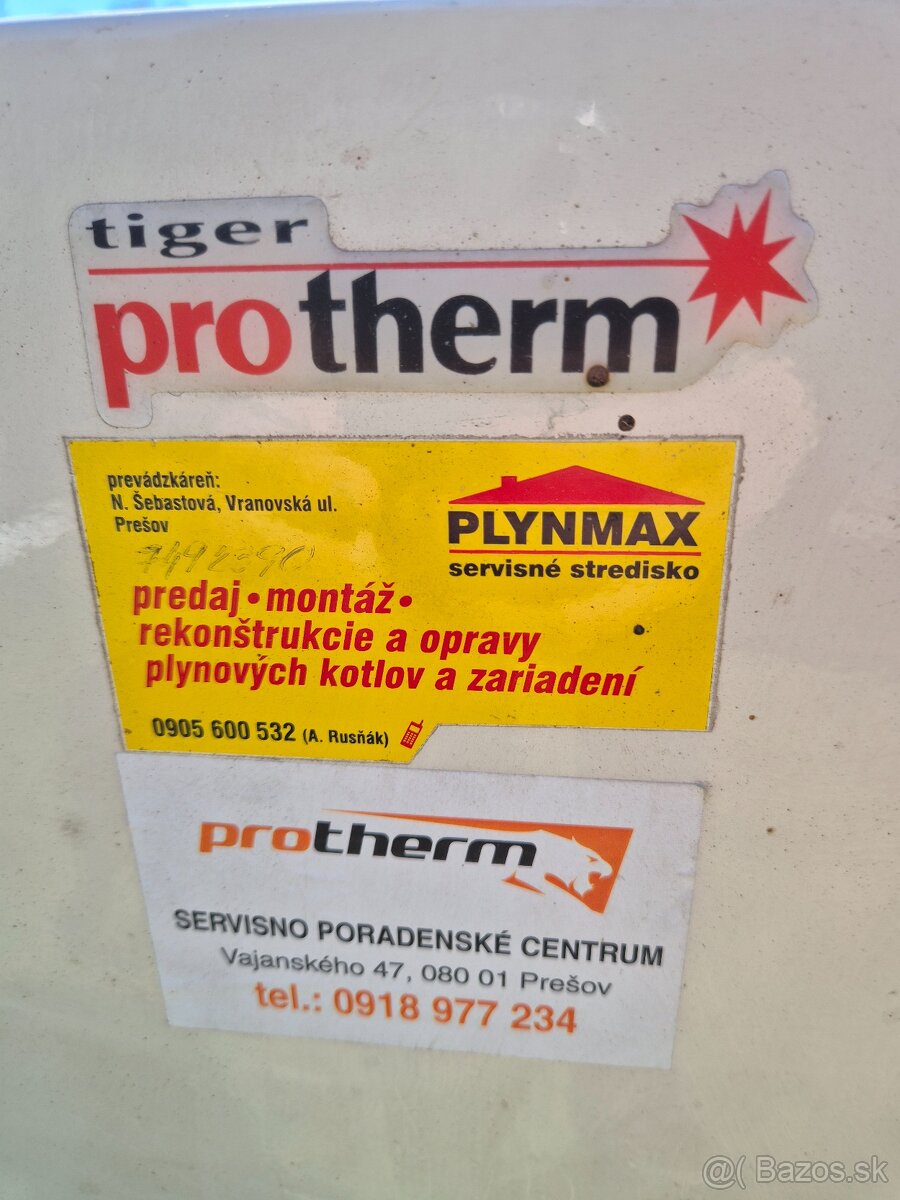 tiger
protherm
prevádzkáreň:
N. Šebastová, Vranovská ul.
Prešov
PLYNMAX
servisné stredisko
predaj • montáž •
rekonštrukcie a opravy
plynových kotlov a zariadení
0905 600 532 (A. Rusňák)
protherm
SERVISNO PORADENSKÉ CENTRUM
Vajanského 47, 080 01 Prešov
tel.: 0918 977 234
@( Bazos.sk